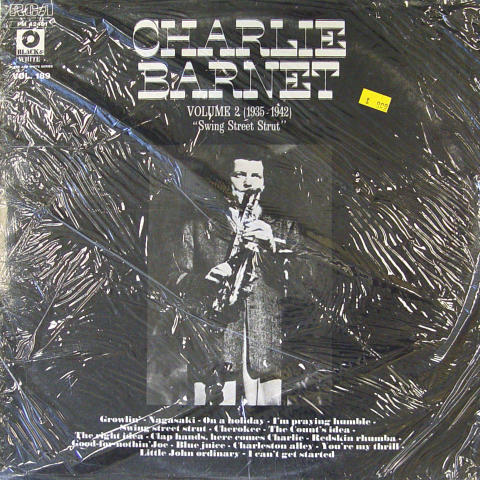 RCA
PM 42401
BLACK &
WHITE
VOL. 189
CHARLIE
BARNET
VOLUME 2 (1935-1942)
"Swing Street Strut"
Growlin' - Nagasaki - On a holiday - I'm praying humble -
Swing street strut - Cherokee - The Count's idea -
The right idea - Clap hands, here comes Charlie - Redskin rhumba -
Good-for-nothin' Joe - Blue juice - Charleston alley - You're my thrill -
Little John ordinary - I can't get started